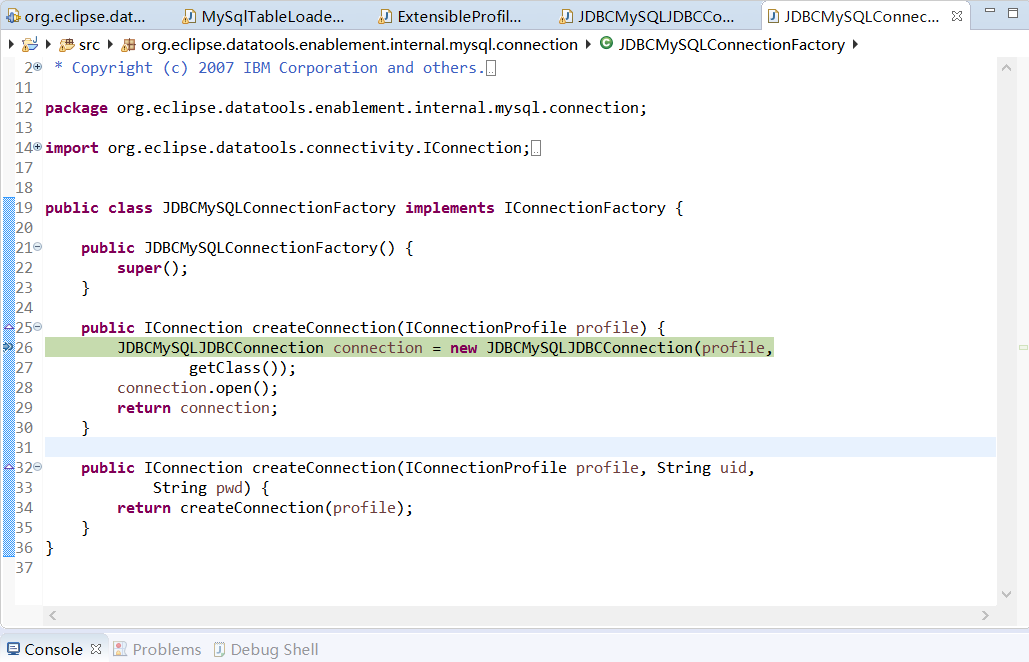 org.eclipse.dat... MySqlTableLoade... ExtensibleProfil... JDBCMySQLJDBCCo... JDBCMySQLConnec...
src org.eclipse.datatools.enablement.internal.mysql.connection JDBCMySQLConnectionFactory
2 * Copyright (c) 2007 IBM Corporation and others.
11
12 package org.eclipse.datatools.enablement.internal.mysql.connection;
13
14 import org.eclipse.datatools.connectivity.IConnection;
17
18
19 public class JDBCMySQLConnectionFactory implements IConnectionFactory {
20
21 public JDBCMySQLConnectionFactory() {
22 super();
23 }
24
25 public IConnection createConnection(IConnectionProfile profile) {
26 JDBCMySQLJDBCConnection connection = new JDBCMySQLJDBCConnection(profile,
27 getClass());
28 connection.open();
29 return connection;
30 }
31
32 public IConnection createConnection(IConnectionProfile profile, String uid,
33 String pwd) {
34 return createConnection(profile);
35 }
36 }
37
Console Problems Debug Shell